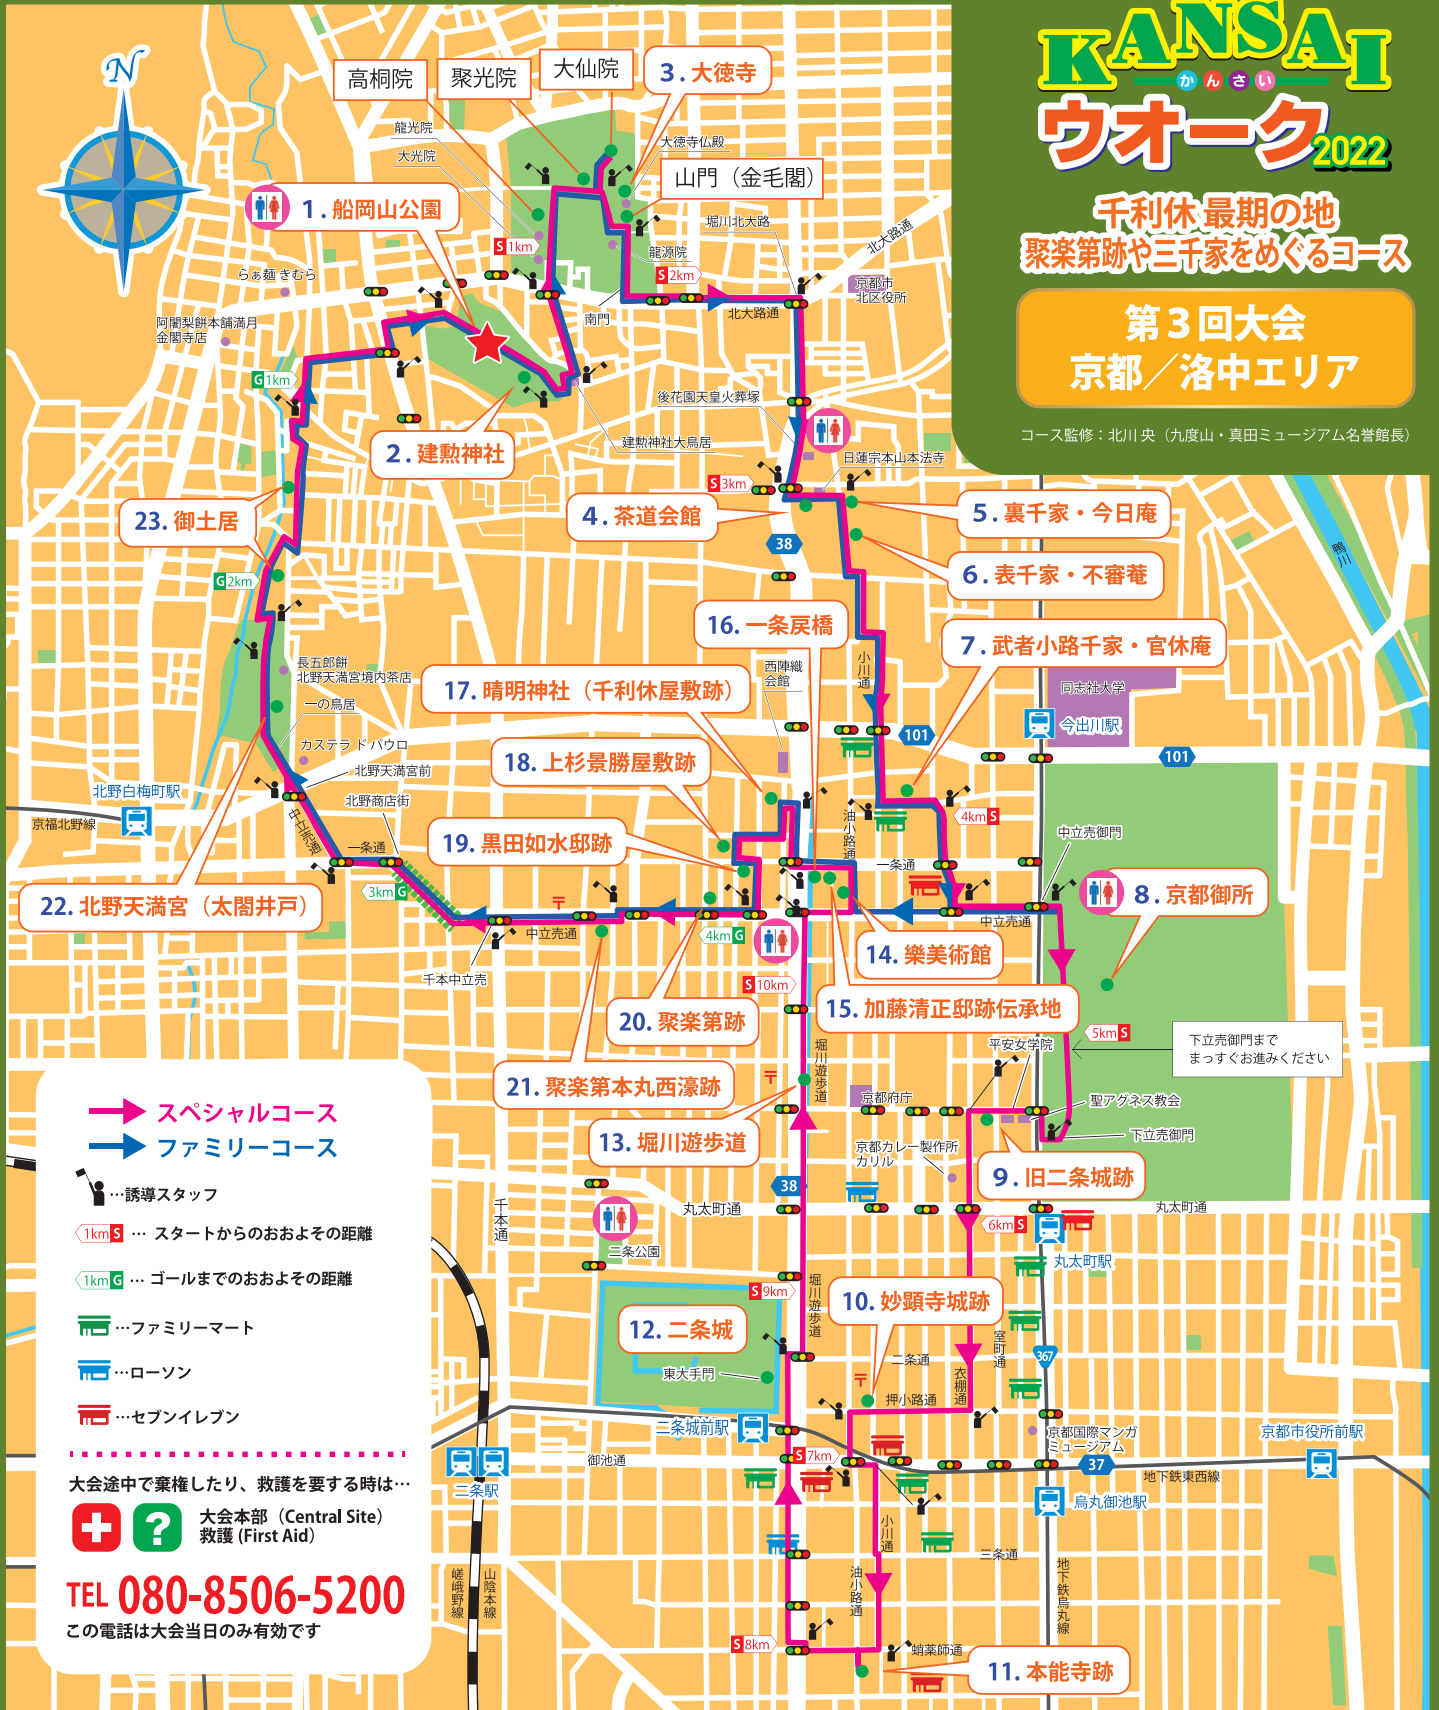 KANSAI
かんさい
ウオーク
2022
千利休 最期の地
聚楽第跡や三千家をめぐるコース
第3回大会
京都／洛中エリア
コース監修：北川 央（九度山・真田ミュージアム名誉館長）
N
高桐院
聚光院
大仙院
3.大徳寺
龍光院
大光院
大徳寺仏殿
山門（金毛閣）
1.船岡山公園
S 1km
堀川北大路
北大路通
龍源院
S 2km
らぁ麺 きむら
京都市
北区役所
南門
北大路通
阿闍梨餅本舗満月
金閣寺店
G 1km
後花園天皇火葬塚
2.建勲神社
建勲神社大鳥居
日蓮宗本山本法寺
S 3km
4.茶道会館
5.裏千家・今日庵
23.御土居
38
鴨川
6.表千家・不審菴
G 2km
16.一条戻橋
7.武者小路千家・官休庵
小川通
西陣織
会館
長五郎餅
北野天満宮境内茶店
17.晴明神社（千利休屋敷跡）
同志社大学
一の鳥居
今出川駅
101
101
カステラ ド パウロ
18.上杉景勝屋敷跡
北野天満宮前
北野白梅町駅
北野商店街
京福北野線
中立売通
一条通
19.黒田如水邸跡
油小路通
4km S
中立売御門
一条通
3km G
22.北野天満宮（太閤井戸）
8.京都御所
中立売通
中立売通
4km G
14.樂美術館
千本中立売
S 10km
15.加藤清正邸跡伝承地
20.聚楽第跡
5km S
下立売御門まで
まっすぐお進みください
平安女学院
堀川遊歩道
21.聚楽第本丸西濠跡
京都府庁
聖アグネス教会
13.堀川遊歩道
下立売御門
京都カレー製作所
カリル
9.旧二条城跡
38
千本通
丸太町通
丸太町通
6km S
二条公園
丸太町駅
S 9km
堀川遊歩道
10.妙顕寺城跡
12.二条城
室町通
367
二条通
東大手門
衣棚通
押小路通
二条城前駅
京都国際マンガ
ミュージアム
京都市役所前駅
S 7km
御池通
37
地下鉄東西線
二条駅
烏丸御池駅
小川通
三条通
嵯峨野線
山陰本線
油小路通
地下鉄烏丸線
S 8km
蛸薬師通
11.本能寺跡
スペシャルコース
ファミリーコース
…誘導スタッフ
1km S … スタートからのおおよその距離
1km G … ゴールまでのおおよその距離
…ファミリーマート
…ローソン
…セブンイレブン
大会途中で棄権したり、救護を要する時は…
大会本部（Central Site）
救護 (First Aid）
TEL 080-8506-5200
この電話は大会当日のみ有効です